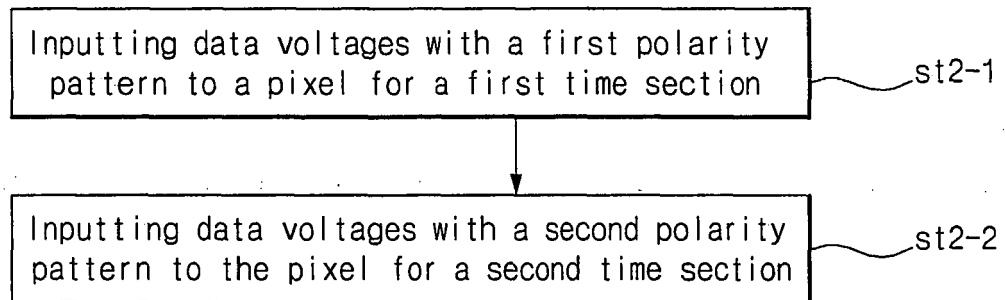 Inputting data voltages with a first polarity
pattern to a pixel for a first time section
st2-1
Inputting data voltages with a second polarity
pattern to the pixel for a second time section
st2-2